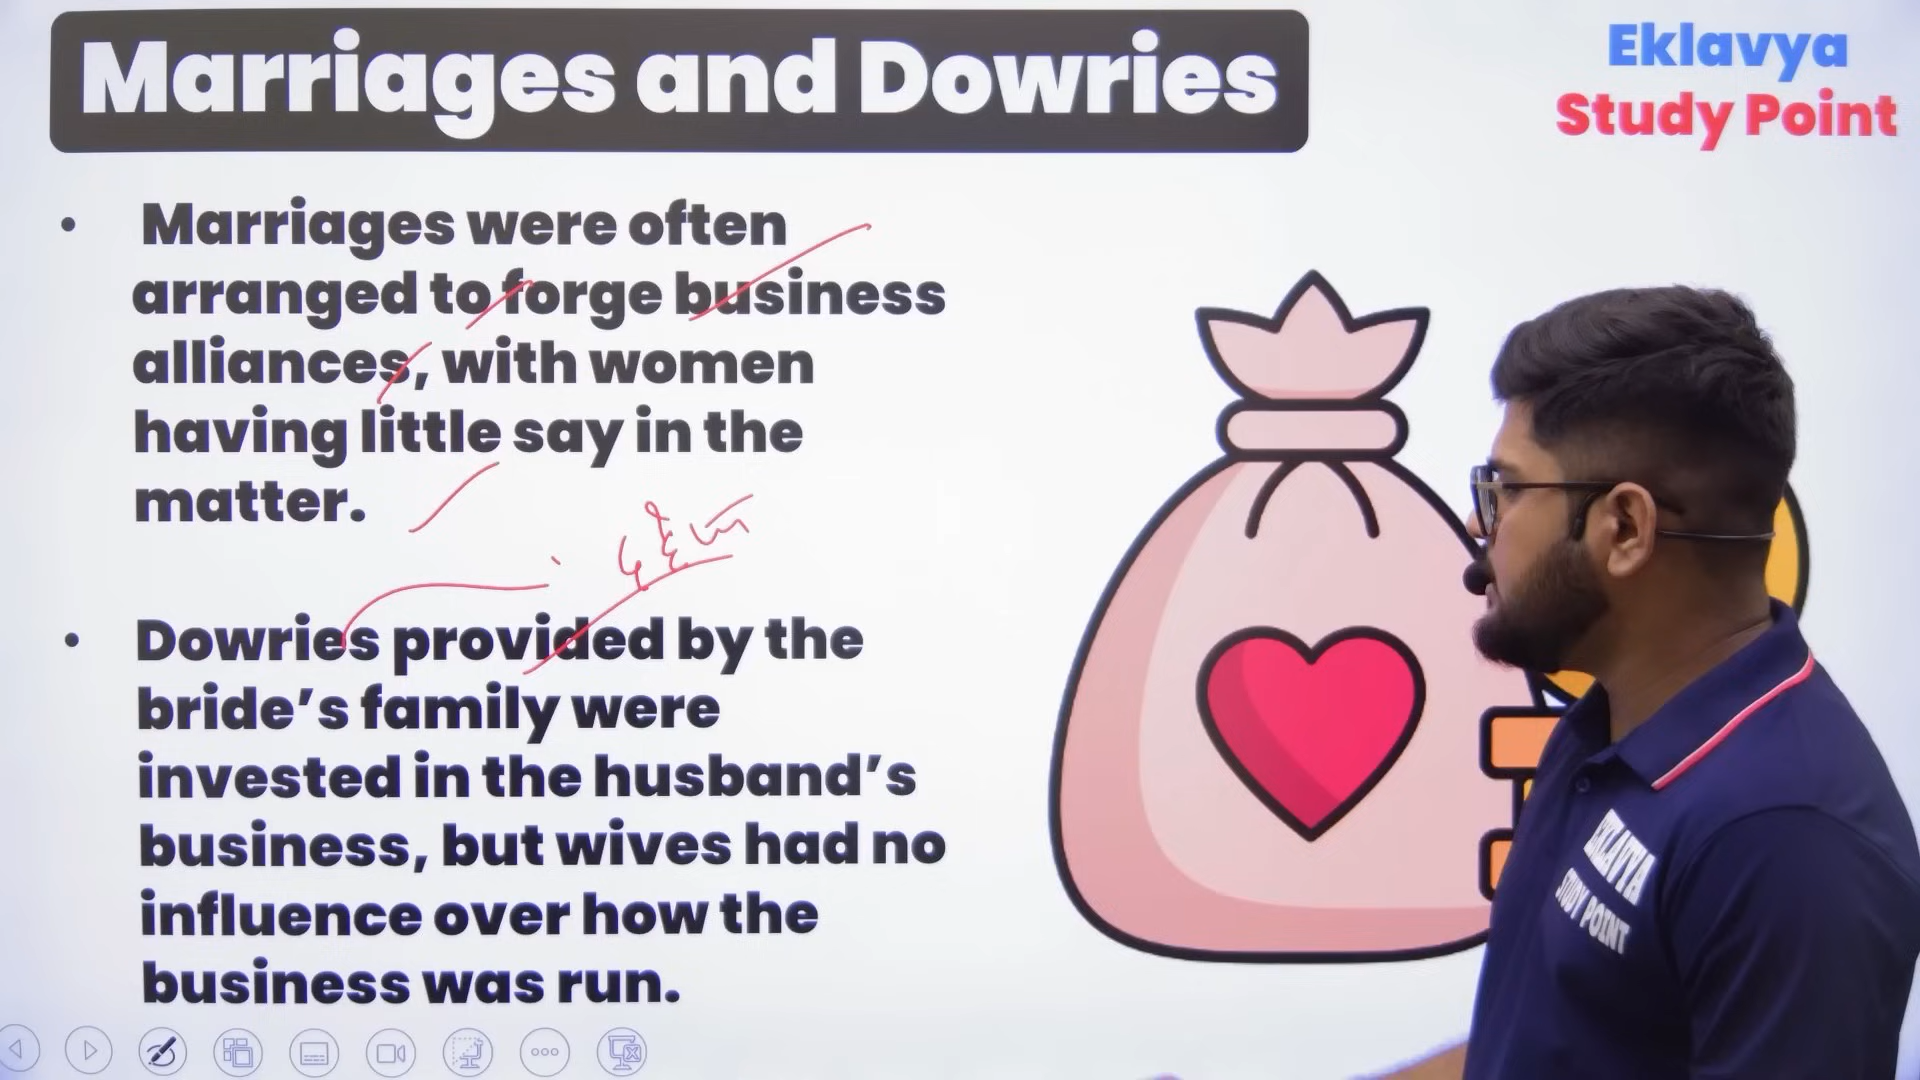 Marriages and Dowries
Eklavya
Study Point
• Marriages were often
arranged to forge business
alliances, with women
having little say in the
matter.
दहेज
• Dowries provided by the
bride’s family were
invested in the husband’s
business, but wives had no
influence over how the
business was run.
EKLAVYA
STUDY POINT